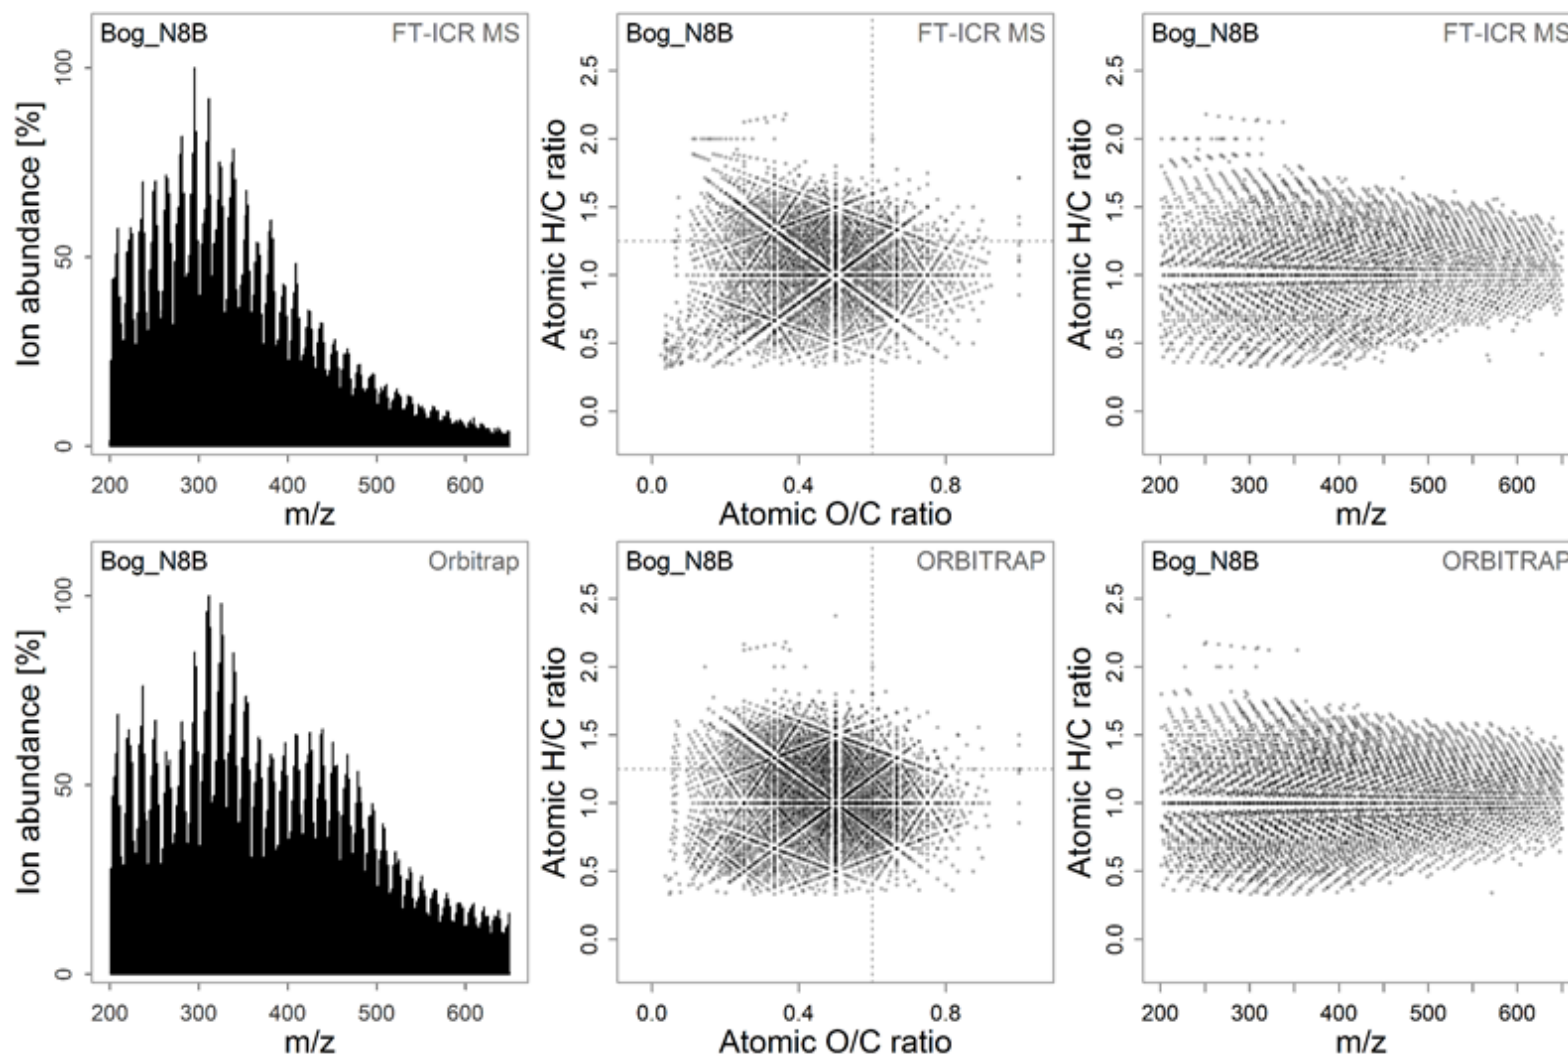 Bog_N8B FT-ICR MS
Ion abundance [%]
100
50
0
200 300 400 500 600
m/z
Bog_N8B FT-ICR MS
Atomic H/C ratio
2.5
2.0
1.5
1.0
0.5
0.0
0.0 0.4 0.8
Atomic O/C ratio
Bog_N8B FT-ICR MS
Atomic H/C ratio
2.5
2.0
1.5
1.0
0.5
0.0
200 300 400 500 600
m/z
Bog_N8B Orbitrap
Ion abundance [%]
100
50
0
200 300 400 500 600
m/z
Bog_N8B ORBITRAP
Atomic H/C ratio
2.5
2.0
1.5
1.0
0.5
0.0
0.0 0.4 0.8
Atomic O/C ratio
Bog_N8B ORBITRAP
Atomic H/C ratio
2.5
2.0
1.5
1.0
0.5
0.0
200 300 400 500 600
m/z